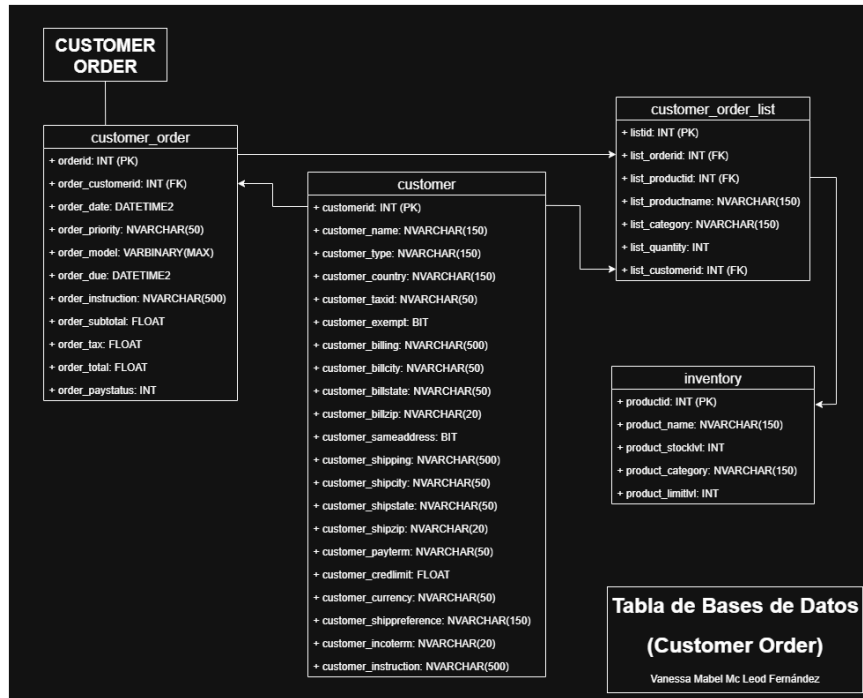 CUSTOMER
ORDER
customer_order
+ orderid: INT (PK)
+ order_customerid: INT (FK)
+ order_date: DATETIME2
+ order_priority: NVARCHAR(50)
+ order_model: VARBINARY(MAX)
+ order_due: DATETIME2
+ order_instruction: NVARCHAR(500)
+ order_subtotal: FLOAT
+ order_tax: FLOAT
+ order_total: FLOAT
+ order_paystatus: INT
customer
+ customerid: INT (PK)
+ customer_name: NVARCHAR(150)
+ customer_type: NVARCHAR(150)
+ customer_country: NVARCHAR(150)
+ customer_taxid: NVARCHAR(50)
+ customer_exempt: BIT
+ customer_billing: NVARCHAR(500)
+ customer_billcity: NVARCHAR(50)
+ customer_billstate: NVARCHAR(50)
+ customer_billzip: NVARCHAR(20)
+ customer_sameaddress: BIT
+ customer_shipping: NVARCHAR(500)
+ customer_shipcity: NVARCHAR(50)
+ customer_shipstate: NVARCHAR(50)
+ customer_shipzip: NVARCHAR(20)
+ customer_payterm: NVARCHAR(50)
+ customer_credlimit: FLOAT
+ customer_currency: NVARCHAR(50)
+ customer_shippreference: NVARCHAR(150)
+ customer_incoterm: NVARCHAR(20)
+ customer_instruction: NVARCHAR(500)
customer_order_list
+ listid: INT (PK)
+ list_orderid: INT (FK)
+ list_productid: INT (FK)
+ list_productname: NVARCHAR(150)
+ list_category: NVARCHAR(150)
+ list_quantity: INT
+ list_customerid: INT (FK)
inventory
+ productid: INT (PK)
+ product_name: NVARCHAR(150)
+ product_stocklvl: INT
+ product_category: NVARCHAR(150)
+ product_limitlvl: INT
Tabla de Bases de Datos
(Customer Order)
Vanessa Mabel Mc Leod Fernández